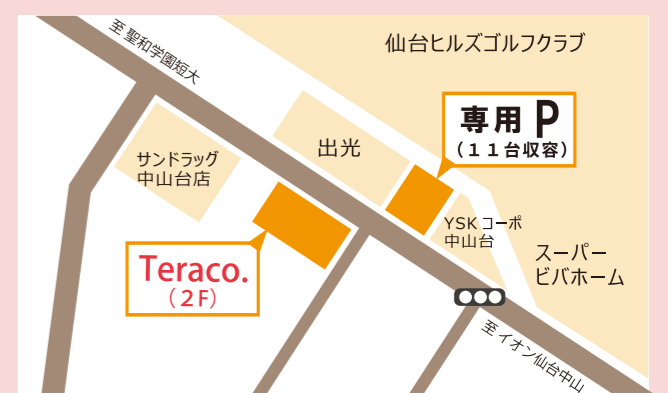 至 聖和学園短大
仙台ヒルズゴルフクラブ
専用 P
（１１台収容）
出光
サンドラッグ
中山台店
YSK コーポ
中山台
スーパー
ビバホーム
Teraco.
（２F）
至 イオン仙台中山